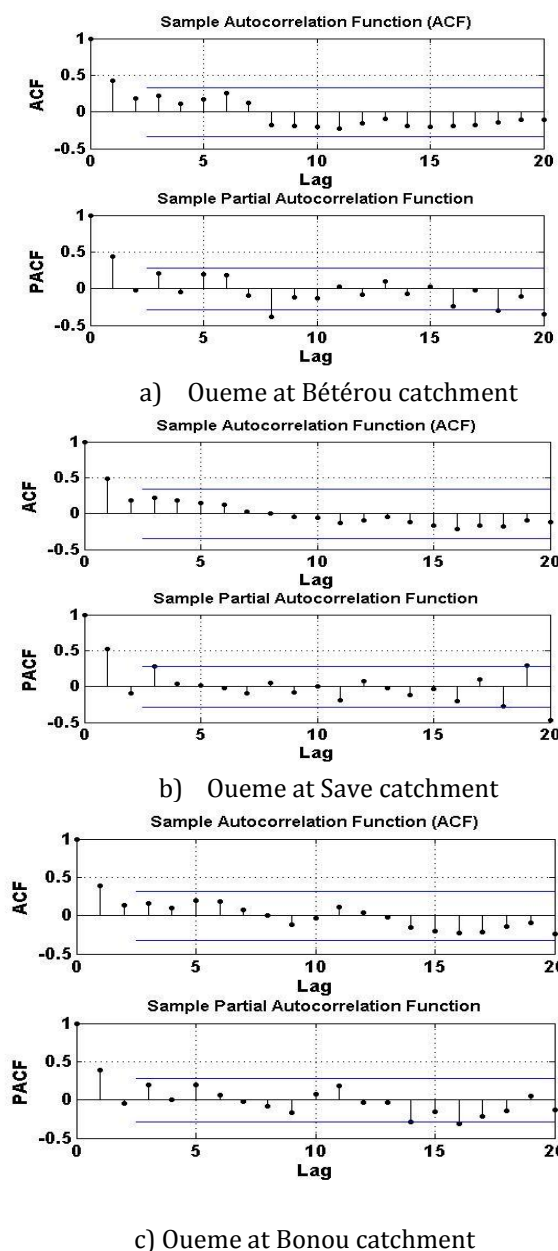 Sample Autocorrelation Function (ACF)
1
0.5
0
-0.5
ACF
0 5 10 15 20
Lag
Sample Partial Autocorrelation Function
1
0.5
0
-0.5
PACF
0 5 10 15 20
Lag
a) Oueme at Bétérou catchment
Sample Autocorrelation Function (ACF)
1
0.5
0
-0.5
ACF
0 5 10 15 20
Lag
Sample Partial Autocorrelation Function
1
0.5
0
-0.5
PACF
0 5 10 15 20
Lag
b) Oueme at Save catchment
Sample Autocorrelation Function (ACF)
1
0.5
0
-0.5
ACF
0 5 10 15 20
Lag
Sample Partial Autocorrelation Function
1
0.5
0
-0.5
PACF
0 5 10 15 20
Lag
c) Oueme at Bonou catchment